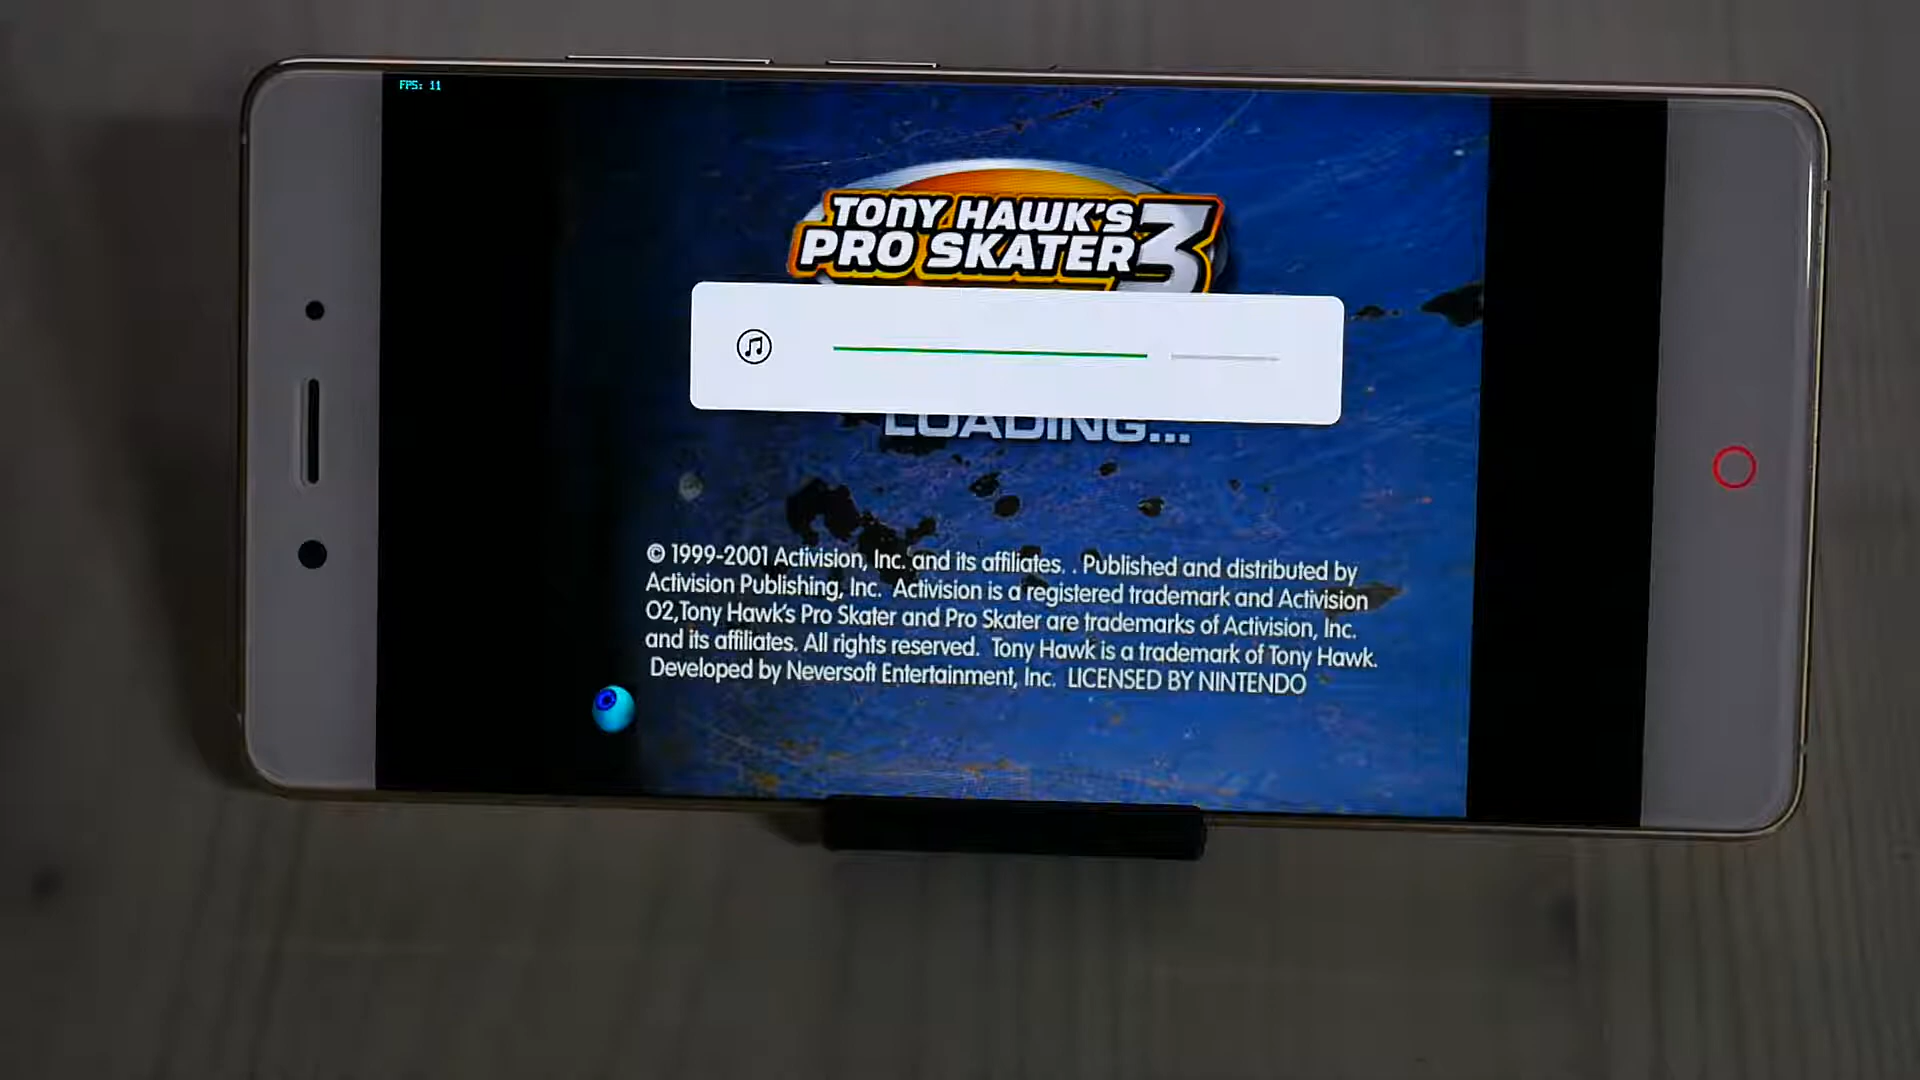 FPS: 11
TONY HAWK'S
PRO SKATER 3
LOADING...
© 1999-2001 Activision, Inc. and its affiliates. . Published and distributed by
Activision Publishing, Inc. Activision is a registered trademark and Activision
O2,Tony Hawk's Pro Skater and Pro Skater are trademarks of Activision, Inc.
and its affiliates. All rights reserved. Tony Hawk is a trademark of Tony Hawk.
Developed by Neversoft Entertainment, Inc. LICENSED BY NINTENDO